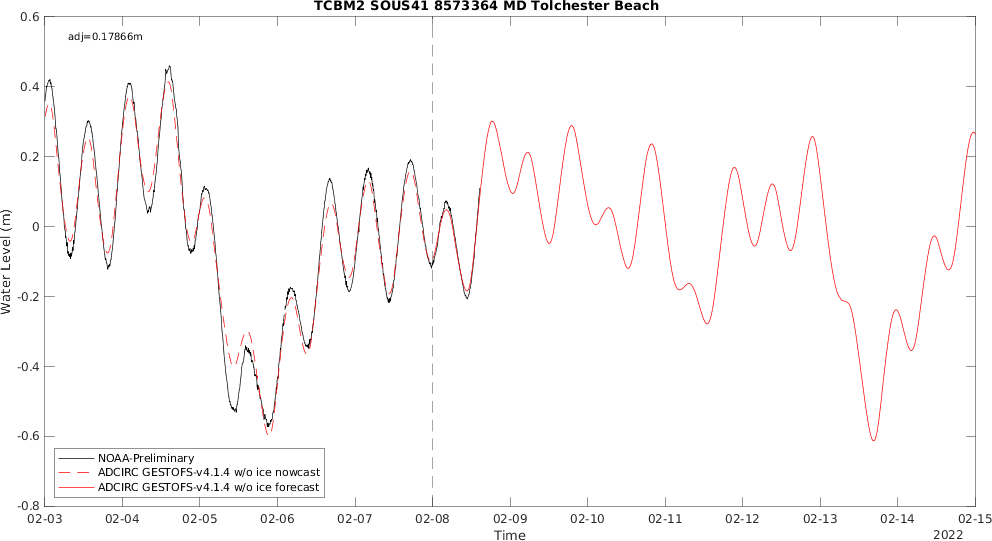 TCBM2 SOUS41 8573364 MD Tolchester Beach
adj=0.17866m
0.6
0.4
0.2
0
-0.2
-0.4
-0.6
-0.8
Water Level (m)
NOAA-Preliminary
ADCIRC GESTOFS-v4.1.4 w/o ice nowcast
ADCIRC GESTOFS-v4.1.4 w/o ice forecast
02-03 02-04 02-05 02-06 02-07 02-08 02-09 02-10 02-11 02-12 02-13 02-14 02-15
Time
2022